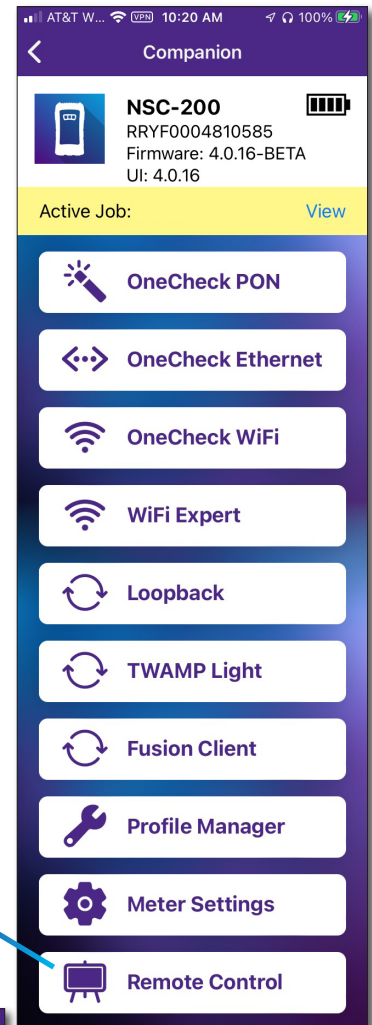 AT&T W... VPN 10:20 AM 100%
Companion
NSC-200
RRYF0004810585
Firmware: 4.0.16-BETA
UI: 4.0.16
Active Job: View
OneCheck PON
OneCheck Ethernet
OneCheck WiFi
WiFi Expert
Loopback
TWAMP Light
Fusion Client
Profile Manager
Meter Settings
Remote Control